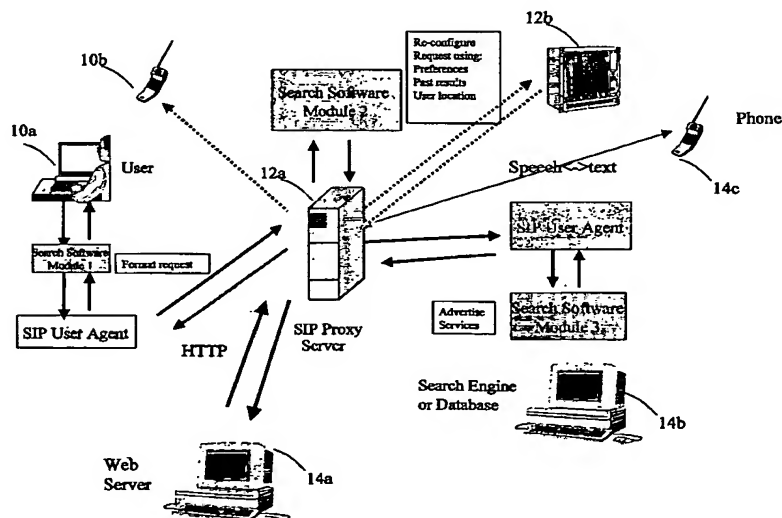 10b
12b
Re-configure
Request using:
Preferences
Past results
User location
Search Software
Module 2
10a
User
12a
Phone
Speech<->text
14c
SIP User Agent
Search Software
Module 1
Format request
SIP User Agent
HTTP
SIP Proxy
Server
Advertise
Services
Search Software
Module 3
Search Engine
or Database
14b
Web
Server
14a